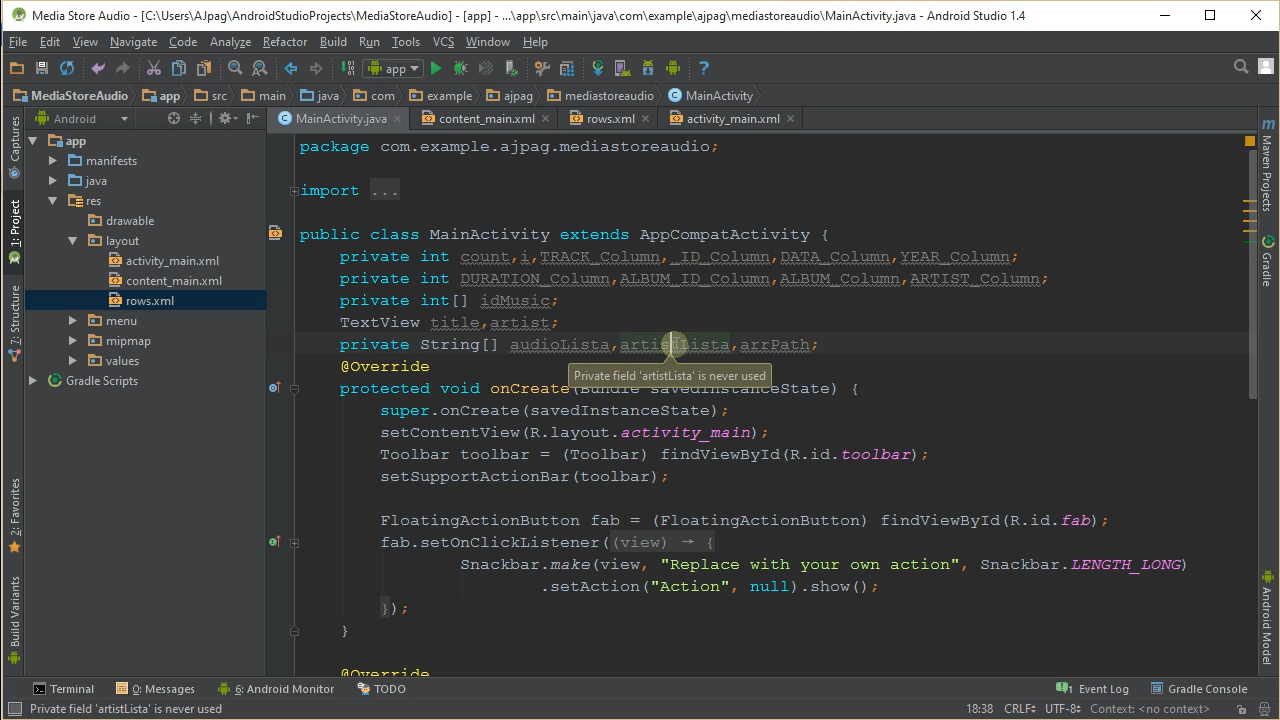 Media Store Audio - [C:\Users\AJpag\AndroidStudioProjects\MediaStoreAudio] - [app] - ...\app\src\main\java\com\example\ajpag\mediastoreaudio\MainActivity.java - Android Studio 1.4
File Edit View Navigate Code Analyze Refactor Build Run Tools VCS Window Help
app
MediaStoreAudio app src main java com example ajpag mediastoreaudio MainActivity
Android
MainActivity.java content_main.xml rows.xml activity_main.xml
Captures
1: Project
7: Structure
2: Favorites
Build Variants
app
manifests
java
res
drawable
layout
activity_main.xml
content_main.xml
rows.xml
menu
mipmap
values
Gradle Scripts
package com.example.ajpag.mediastoreaudio;
import ...
public class MainActivity extends AppCompatActivity {
private int count,i,TRACK_Column,_ID_Column,DATA_Column,YEAR_Column;
private int DURATION_Column,ALBUM_ID_Column,ALBUM_Column,ARTIST_Column;
private int[] idMusic;
TextView title,artist;
private String[] audioLista,artistLista,arrPath;
@Override
Private field 'artistLista' is never used
protected void onCreate(Bundle savedInstanceState) {
super.onCreate(savedInstanceState);
setContentView(R.layout.activity_main);
Toolbar toolbar = (Toolbar) findViewById(R.id.toolbar);
setSupportActionBar(toolbar);
FloatingActionButton fab = (FloatingActionButton) findViewById(R.id.fab);
fab.setOnClickListener((view) → {
Snackbar.make(view, "Replace with your own action", Snackbar.LENGTH_LONG)
.setAction("Action", null).show();
});
}
@Override
m
Maven Projects
Gradle
Android Model
Terminal 0: Messages 6: Android Monitor TODO 1 Event Log Gradle Console
Private field 'artistLista' is never used 18:38 CRLF UTF-8 Context: <no context>